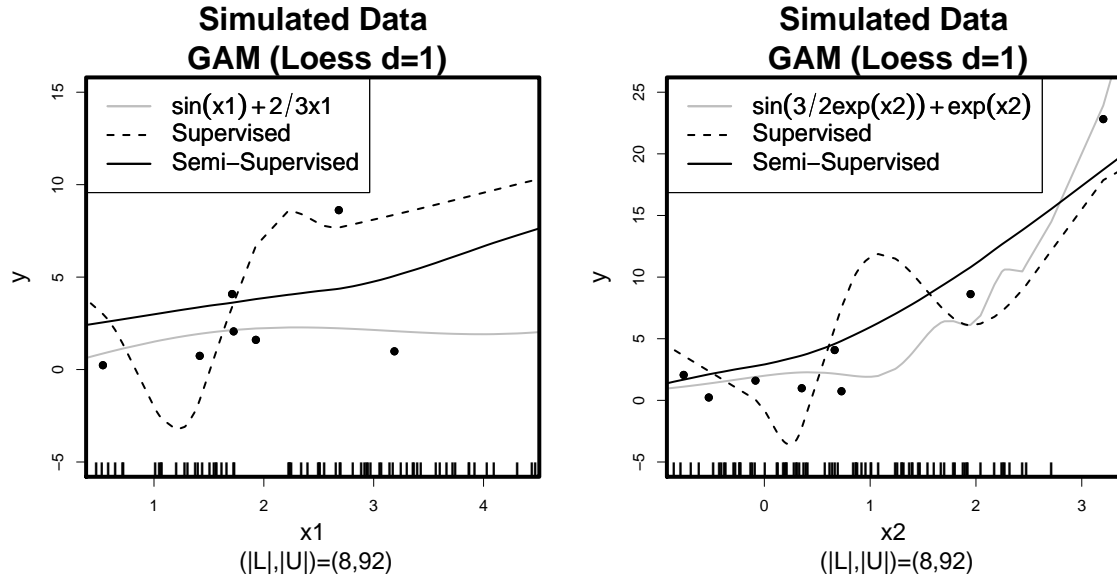 Simulated Data
GAM (Loess d=1)
sin(x1)+2/3x1
Supervised
Semi−Supervised
15
10
5
0
−5
y
1
2
3
4
x1
(|L|,|U|)=(8,92)
Simulated Data
GAM (Loess d=1)
sin(3/2exp(x2))+exp(x2)
Supervised
Semi−Supervised
25
20
15
10
5
0
−5
y
0
1
2
3
x2
(|L|,|U|)=(8,92)